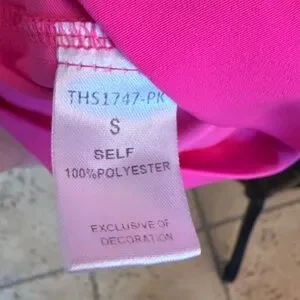 THS1747-PK
S
SELF
100%POLYESTER
EXCLUSIVE OF
DECORATION